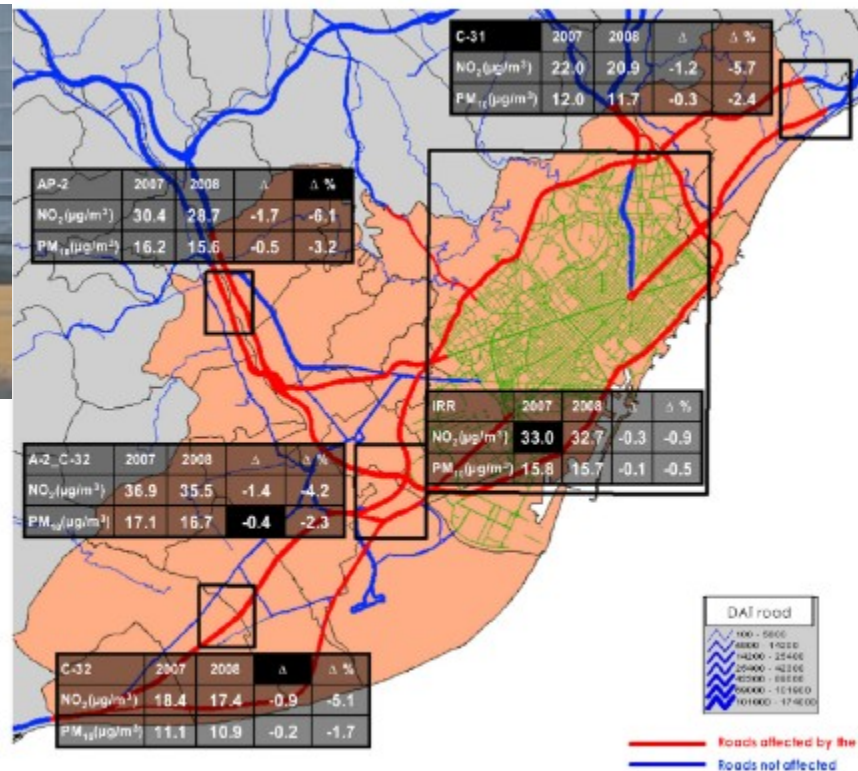 C-31 2007 2008 Δ Δ %
NO₂(µg/m³) 22.0 20.9 -1.2 -5.7
PM₁₀(µg/m³) 12.0 11.7 -0.3 -2.4
AP-2 2007 2008 Δ Δ %
NO₂(µg/m³) 30.4 28.7 -1.7 -6.1
PM₁₀(µg/m³) 16.2 15.6 -0.5 -3.2
IRR 2007 2008 Δ Δ %
NO₂(µg/m³) 33.0 32.7 -0.3 -0.9
PM₁₀(µg/m³) 15.8 15.7 -0.1 -0.5
A-2_C-32 2007 2008 Δ Δ %
NO₂(µg/m³) 36.9 35.5 -1.4 -4.2
PM₁₀(µg/m³) 17.1 16.7 -0.4 -2.3
C-32 2007 2008 Δ Δ %
NO₂(µg/m³) 18.4 17.4 -0.9 -5.1
PM₁₀(µg/m³) 11.1 10.9 -0.2 -1.7
DAT road
100 - 5000
14200 - 25400
Roads affected by the
Roads not affected